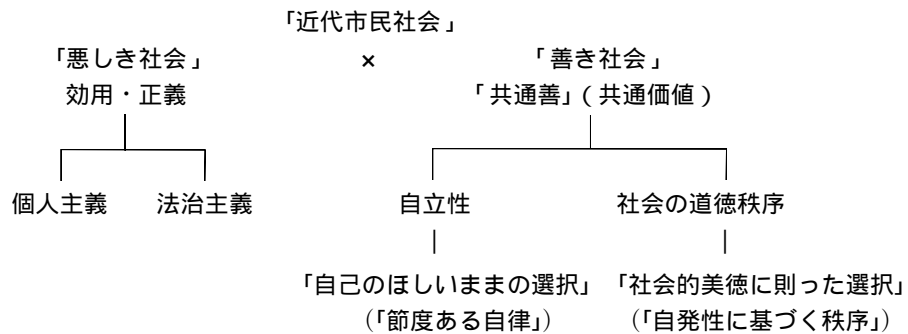 「近代市民社会」
「悪しき社会」 × 「善き社会」
効用・正義 「共通善」(共通価値)
個人主義 法治主義 自立性 社会の道徳秩序
「自己のほしいままの選択」 「社会的美徳に則った選択」
(「節度ある自律」) (「自発性に基づく秩序」)